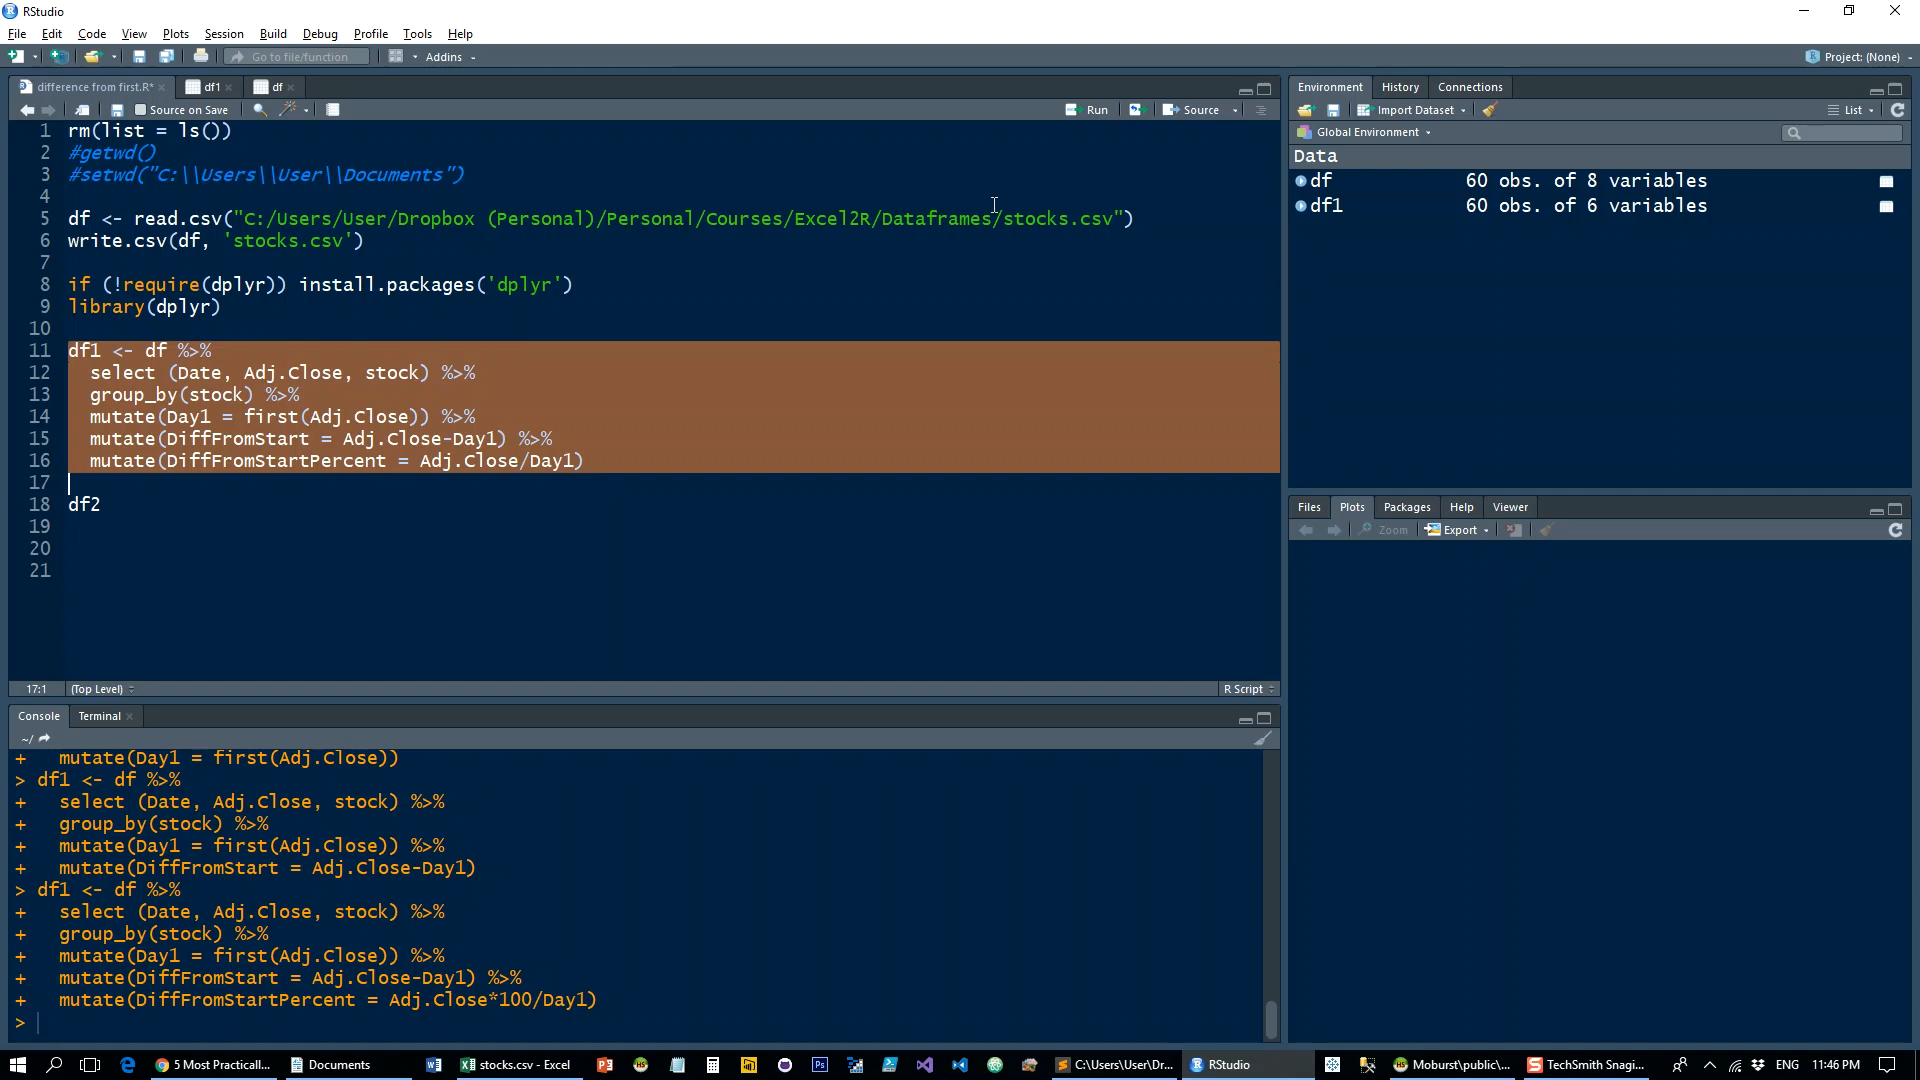 RStudio
File Edit Code View Plots Session Build Debug Profile Tools Help
Go to file/function Addins Project: (None)
difference from first.R* df1 df
Source on Save Run Source
1 rm(list = ls())
2 #getwd()
3 #setwd("C:\\Users\\User\\Documents")
4
5 df <- read.csv("C:/Users/User/Dropbox (Personal)/Personal/Courses/Excel2R/Dataframes/stocks.csv")
6 write.csv(df, 'stocks.csv')
7
8 if (!require(dplyr)) install.packages('dplyr')
9 library(dplyr)
10
11 df1 <- df %>%
12 select (Date, Adj.Close, stock) %>%
13 group_by(stock) %>%
14 mutate(Day1 = first(Adj.Close)) %>%
15 mutate(DiffFromStart = Adj.Close-Day1) %>%
16 mutate(DiffFromStartPercent = Adj.Close/Day1)
17
18 df2
19
20
21
17:1 (Top Level) R Script
Console Terminal
~/
+ mutate(Day1 = first(Adj.Close))
> df1 <- df %>%
+ select (Date, Adj.Close, stock) %>%
+ group_by(stock) %>%
+ mutate(Day1 = first(Adj.Close)) %>%
+ mutate(DiffFromStart = Adj.Close-Day1)
> df1 <- df %>%
+ select (Date, Adj.Close, stock) %>%
+ group_by(stock) %>%
+ mutate(Day1 = first(Adj.Close)) %>%
+ mutate(DiffFromStart = Adj.Close-Day1) %>%
+ mutate(DiffFromStartPercent = Adj.Close*100/Day1)
>
Environment History Connections
Import Dataset List
Global Environment
Data
df 60 obs. of 8 variables
df1 60 obs. of 6 variables
Files Plots Packages Help Viewer
Zoom Export
5 Most Practicall... Documents stocks.csv - Excel C:\Users\User\Dr... RStudio Moburst\public\... TechSmith Snagi... ENG 11:46 PM